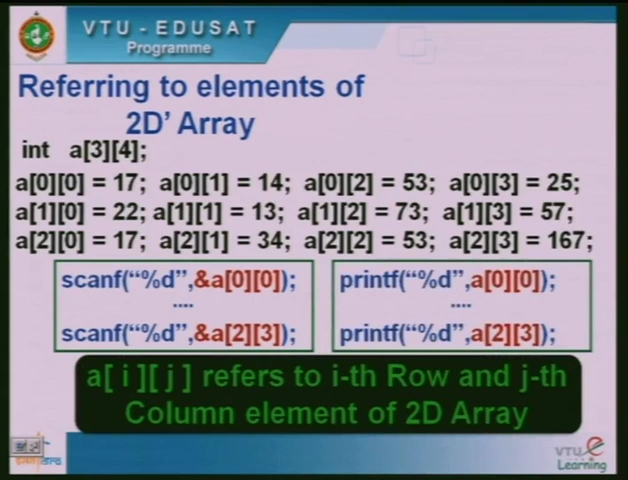 VTU - EDUSAT
Programme
Referring to elements of
2D’ Array
int a[3][4];
a[0][0] = 17; a[0][1] = 14; a[0][2] = 53; a[0][3] = 25;
a[1][0] = 22; a[1][1] = 13; a[1][2] = 73; a[1][3] = 57;
a[2][0] = 17; a[2][1] = 34; a[2][2] = 53; a[2][3] = 167;
scanf(“%d”,&a[0][0]);
....
scanf(“%d”,&a[2][3]);
printf(“%d”,a[0][0]);
....
printf(“%d”,a[2][3]);
a[ i ][ j ] refers to i-th Row and j-th
Column element of 2D Array
VTU e
Learning